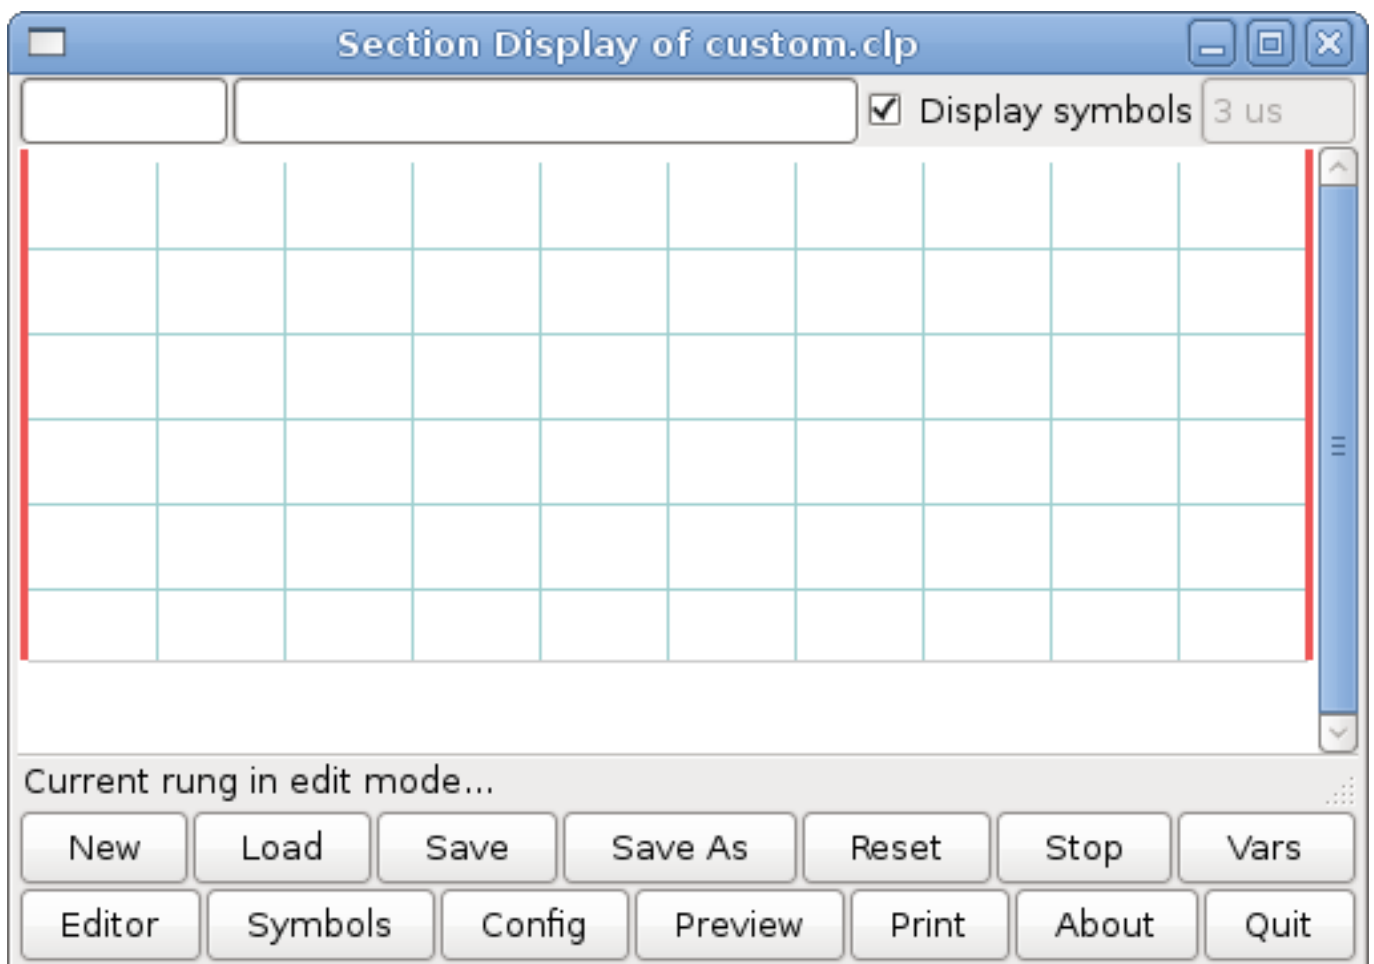 Section Display of custom.clp
Display symbols 3 us
Current rung in edit mode...
New Load Save Save As Reset Stop Vars
Editor Symbols Config Preview Print About Quit